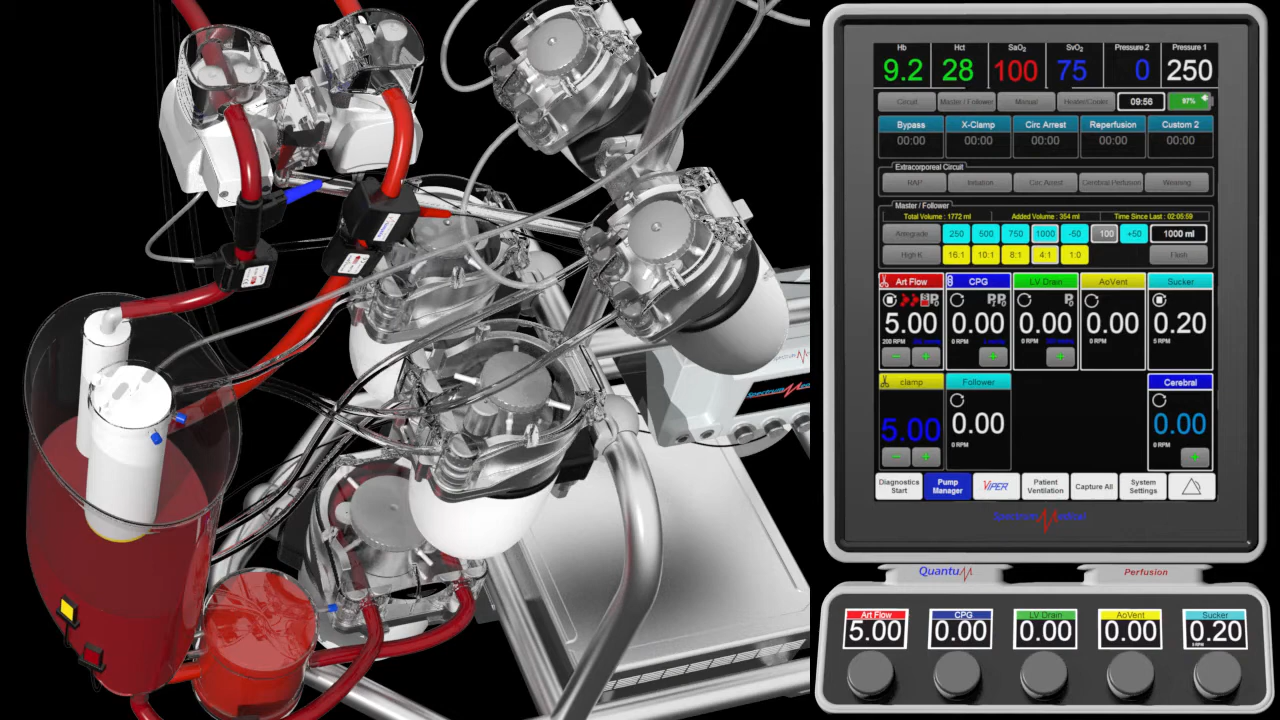 Hb Hct SaO₂ SvO₂ Pressure 2 Pressure 1
9.2 28 100 75 0 250
Circuit Master / Follower Manual Heater/Cooler 09:56 97%
Bypass X-Clamp Circ Arrest Reperfusion Custom 2
00:00 00:00 00:00 00:00 00:00
Extracorporeal Circuit
RAP Initiation Circ Arrest Cerebral Perfusion Weaning
Master / Follower
Total Volume : 1772 ml Added Volume : 354 ml Time Since Last : 02:05:59
Antegrade 250 500 750 1000 -50 100 +50 1000 ml
High K 16:1 10:1 8:1 4:1 1:0 Flush
Art Flow CPG LV Drain AoVent Sucker
5.00 0.00 0.00 0.00 0.20
200 RPM 0 RPM 0 RPM 0 RPM 5 RPM
- + + +
clamp Follower Cerebral
5.00 0.00 0.00
0 RPM 0 RPM
- + +
Diagnostics Start Pump Manager VIPER Patient Ventilation Capture All System Settings
Spectrum Medical
Quantum Perfusion
Art Flow CPG LV Drain AoVent Sucker
5.00 0.00 0.00 0.00 0.20
5 RPM